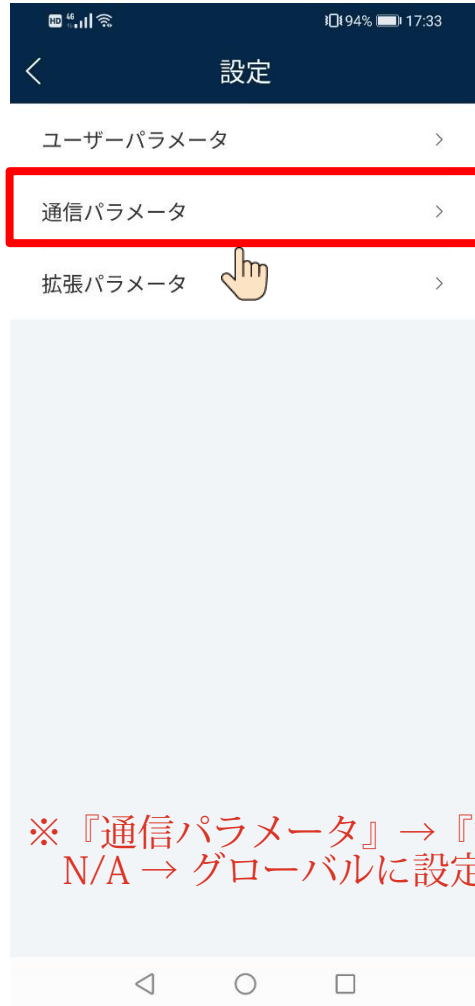 HD 46 94% 17:33
設定
ユーザーパラメータ
通信パラメータ
拡張パラメータ
※『通信パラメータ』→『
N/A → グローバルに設定